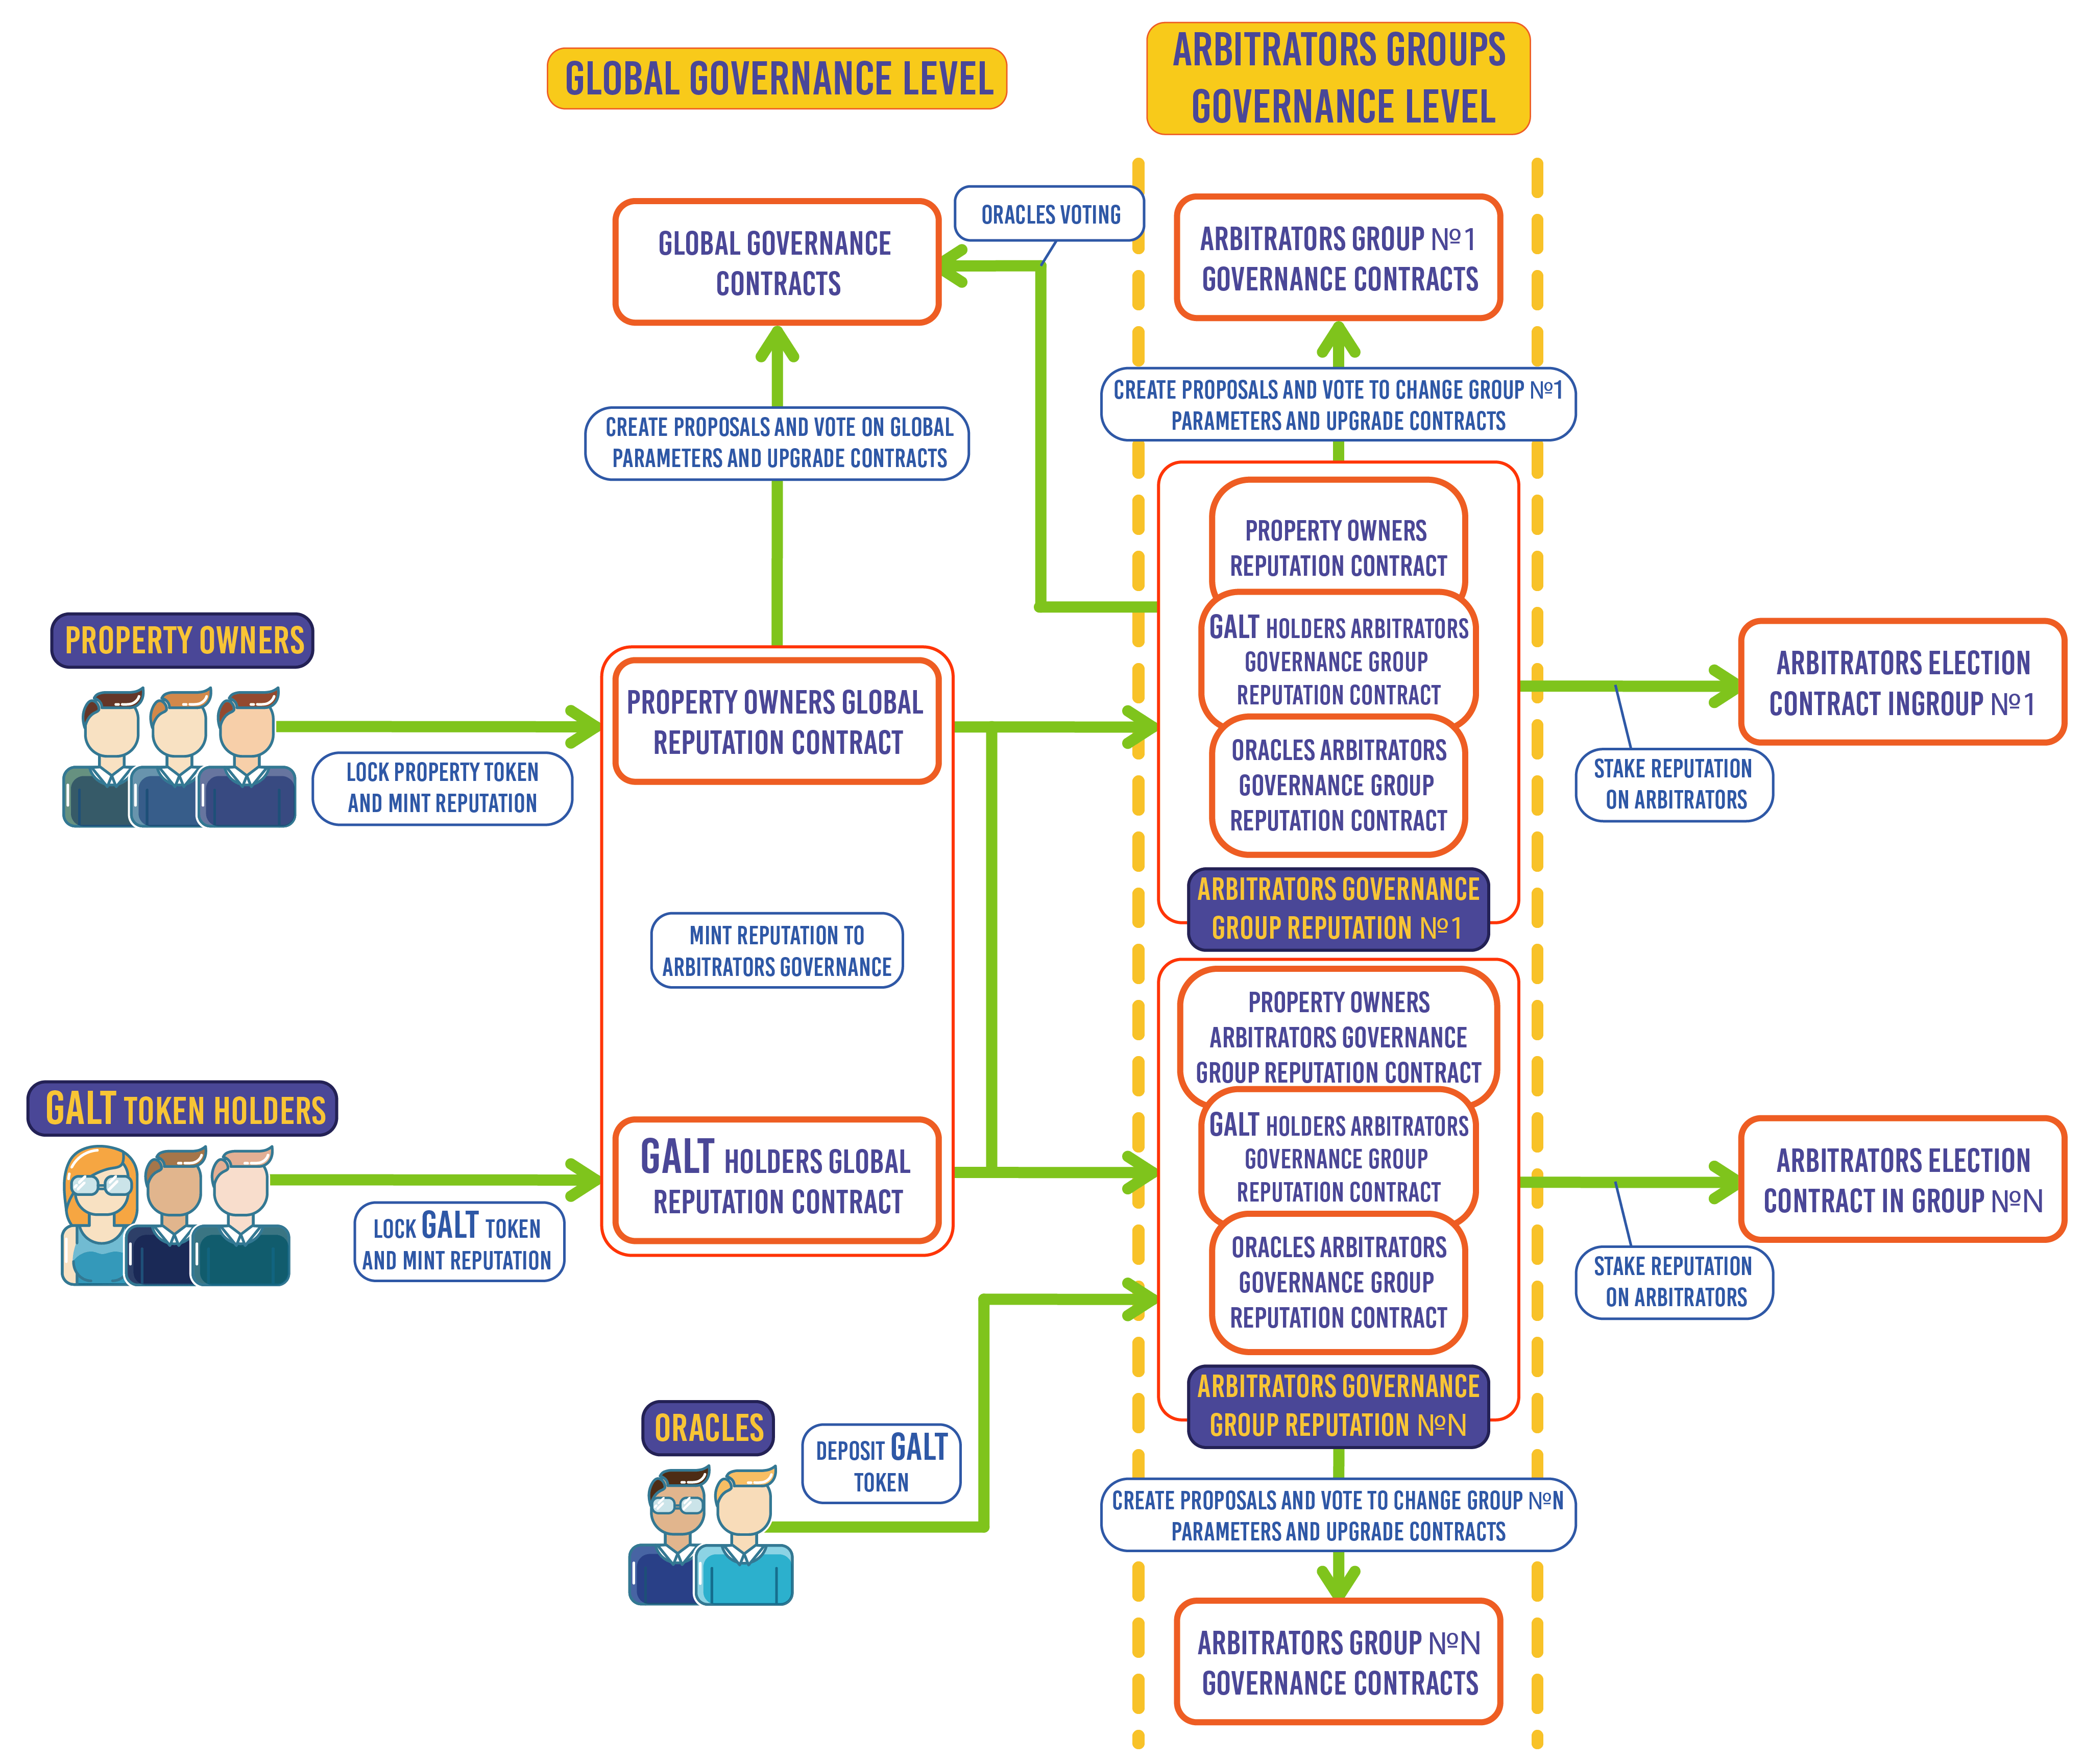 GLOBAL GOVERNANCE LEVEL
ARBITRATORS GROUPS
GOVERNANCE LEVEL
ORACLES VOTING
GLOBAL GOVERNANCE
CONTRACTS
ARBITRATORS GROUP №1
GOVERNANCE CONTRACTS
CREATE PROPOSALS AND VOTE ON GLOBAL
PARAMETERS AND UPGRADE CONTRACTS
CREATE PROPOSALS AND VOTE TO CHANGE GROUP №1
PARAMETERS AND UPGRADE CONTRACTS
PROPERTY OWNERS
REPUTATION CONTRACT
GALT HOLDERS ARBITRATORS
GOVERNANCE GROUP
REPUTATION CONTRACT
ORACLES ARBITRATORS
GOVERNANCE GROUP
REPUTATION CONTRACT
ARBITRATORS GOVERNANCE
GROUP REPUTATION №1
PROPERTY OWNERS
LOCK PROPERTY TOKEN
AND MINT REPUTATION
PROPERTY OWNERS GLOBAL
REPUTATION CONTRACT
ARBITRATORS ELECTION
CONTRACT INGROUP №1
STAKE REPUTATION
ON ARBITRATORS
MINT REPUTATION TO
ARBITRATORS GOVERNANCE
PROPERTY OWNERS
ARBITRATORS GOVERNANCE
GROUP REPUTATION CONTRACT
GALT HOLDERS ARBITRATORS
GOVERNANCE GROUP
REPUTATION CONTRACT
ORACLES ARBITRATORS
GOVERNANCE GROUP
REPUTATION CONTRACT
ARBITRATORS GOVERNANCE
GROUP REPUTATION №N
GALT TOKEN HOLDERS
LOCK GALT TOKEN
AND MINT REPUTATION
GALT HOLDERS GLOBAL
REPUTATION CONTRACT
ARBITRATORS ELECTION
CONTRACT IN GROUP №N
STAKE REPUTATION
ON ARBITRATORS
ORACLES
DEPOSIT GALT
TOKEN
CREATE PROPOSALS AND VOTE TO CHANGE GROUP №N
PARAMETERS AND UPGRADE CONTRACTS
ARBITRATORS GROUP №N
GOVERNANCE CONTRACTS